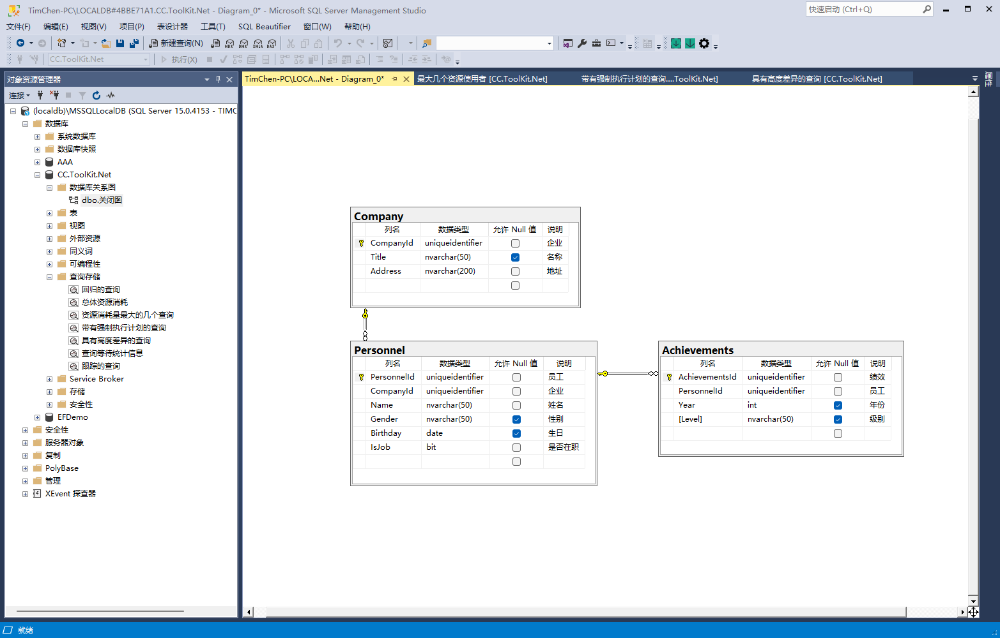 TimChen-PC\LOCALDB#4BBE71A1.CC.ToolKit.Net - Diagram_0* - Microsoft SQL Server Management Studio
快速启动 (Ctrl+Q)
文件(F) 编辑(E) 视图(V) 项目(P) 表设计器 工具(T) SQL Beautifier 窗口(W) 帮助(H)
新建查询(N) MDX DMX XMLA DAX
CC.ToolKit.Net 执行(X)
对象资源管理器
连接
(localdb)\MSSQLLocalDB (SQL Server 15.0.4153 - TIMC
数据库
系统数据库
数据库快照
AAA
CC.ToolKit.Net
数据库关系图
dbo.关闭图
表
视图
外部资源
同义词
可编程性
查询存储
回归的查询
总体资源消耗
资源消耗量最大的几个查询
带有强制执行计划的查询
具有高度差异的查询
查询等待统计信息
跟踪的查询
Service Broker
存储
安全性
EFDemo
安全性
服务器对象
复制
PolyBase
管理
XEvent 探查器
TimChen-PC\LOCA...Net - Diagram_0* 最大几个资源使用者 [CC.ToolKit.Net] 带有强制执行计划的查询....ToolKit.Net] 具有高度差异的查询 [CC.ToolKit.Net]
属性
Company
列名 数据类型 允许 Null 值 说明
CompanyId uniqueidentifier 企业
Title nvarchar(50) 名称
Address nvarchar(200) 地址
Personnel
列名 数据类型 允许 Null 值 说明
PersonnelId uniqueidentifier 员工
CompanyId uniqueidentifier 企业
Name nvarchar(50) 姓名
Gender nvarchar(50) 性别
Birthday date 生日
IsJob bit 是否在职
Achievements
列名 数据类型 允许 Null 值 说明
AchievementsId uniqueidentifier 绩效
PersonnelId uniqueidentifier 员工
Year int 年份
[Level] nvarchar(50) 级别
就绪